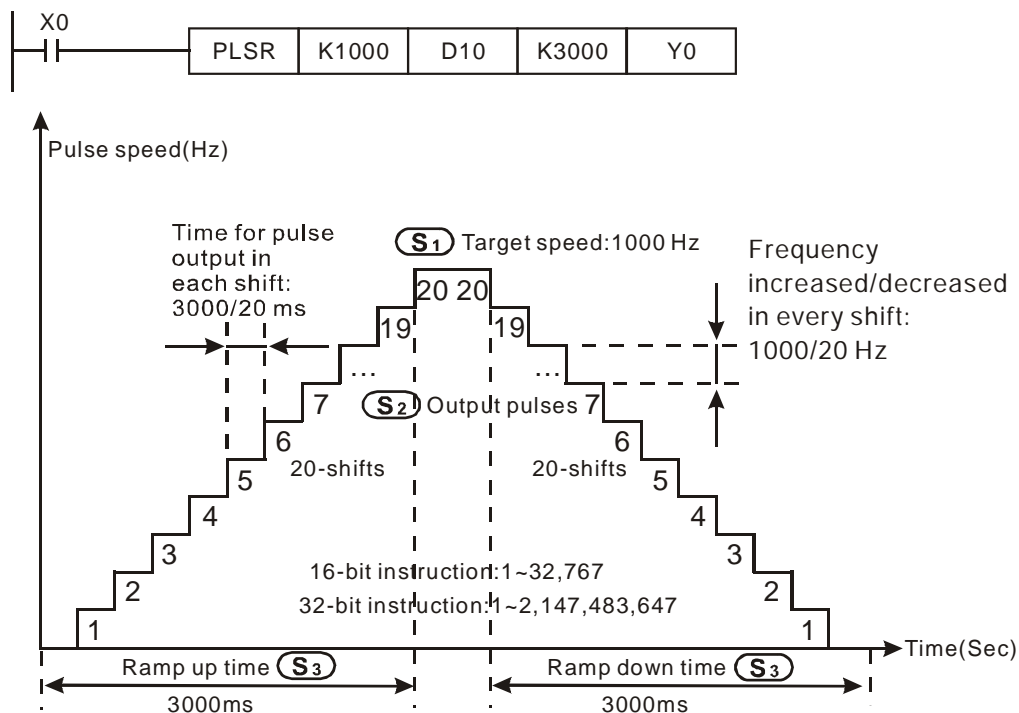 X0
PLSR K1000 D10 K3000 Y0
Pulse speed(Hz)
Time for pulse
output in
each shift:
3000/20 ms
S1 Target speed:1000 Hz
Frequency
increased/decreased
in every shift:
1000/20 Hz
20 20
19 19
... ...
7 S2 Output pulses 7
6 6
20-shifts 20-shifts
5 5
4 4
3 3
16-bit instruction:1~32,767
2 2
32-bit instruction:1~2,147,483,647
1 1
Time(Sec)
Ramp up time S3 Ramp down time S3
3000ms 3000ms